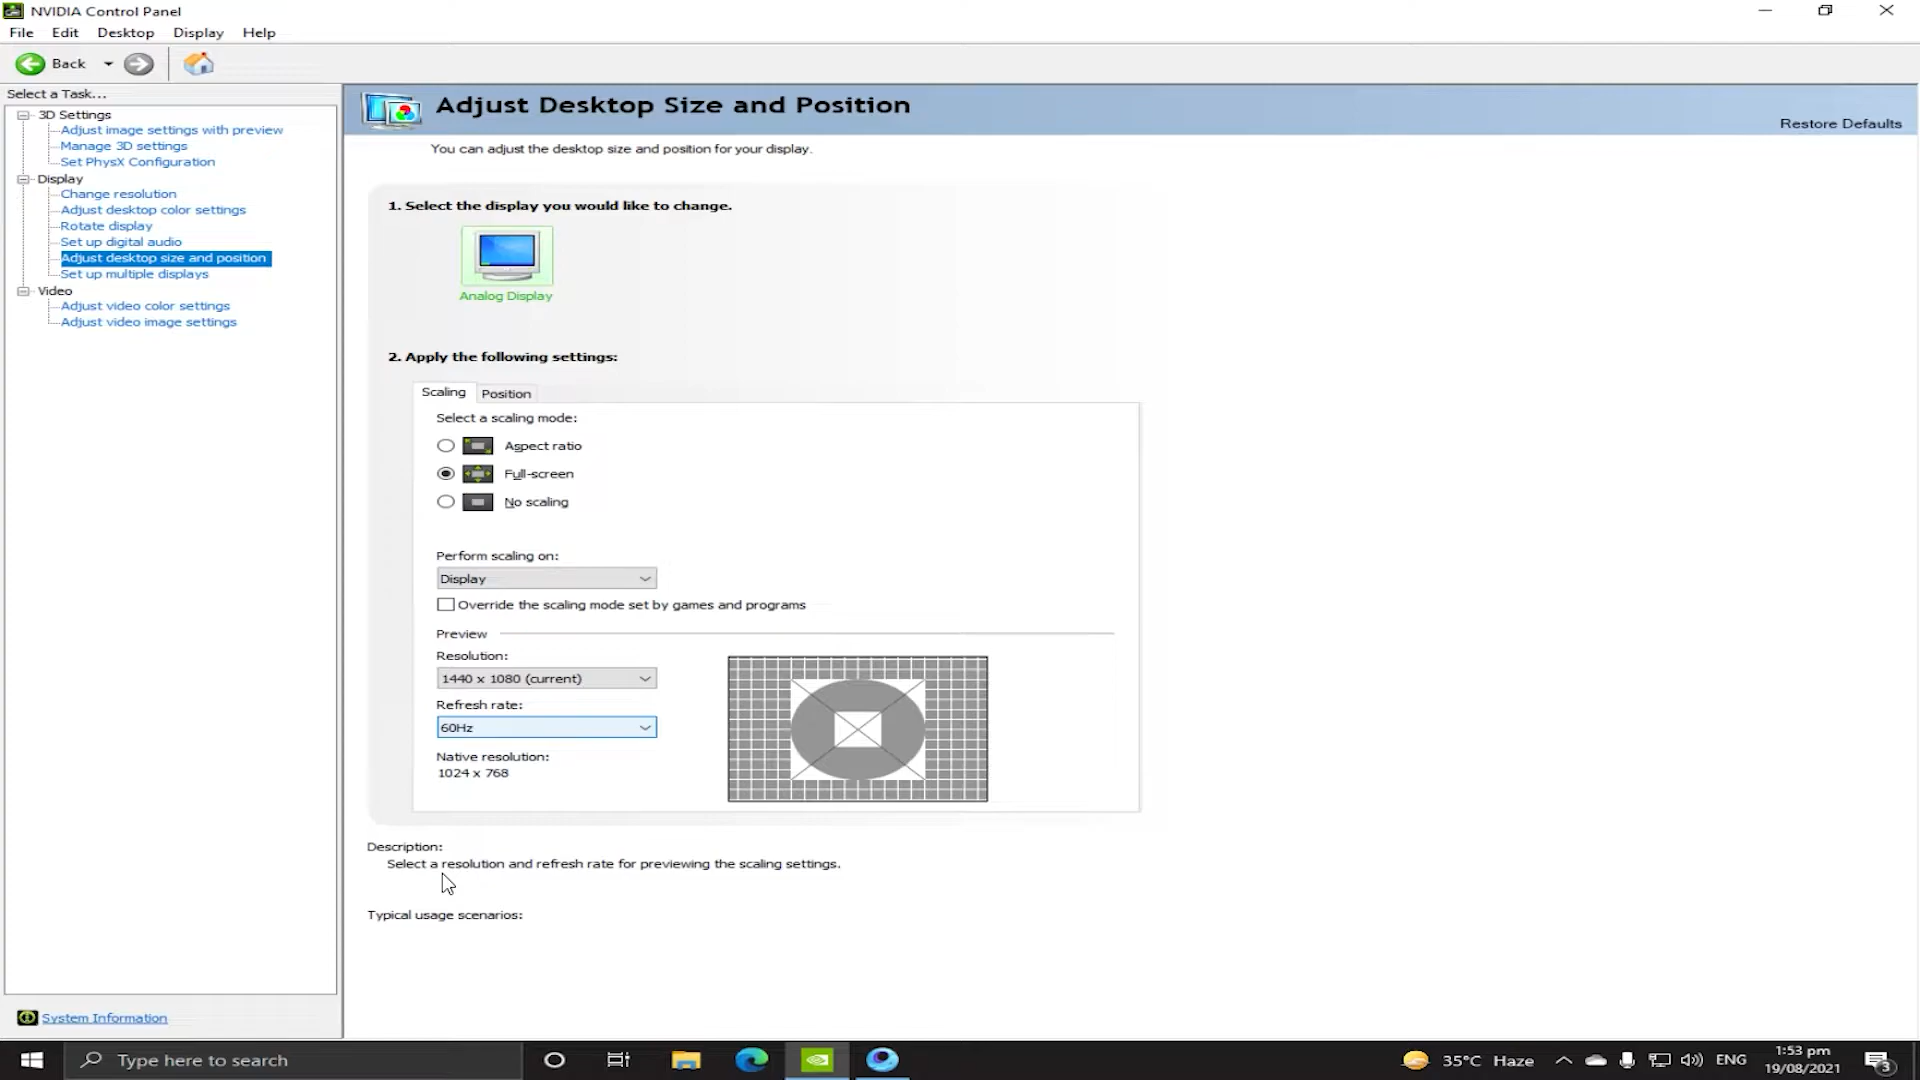 NVIDIA Control Panel
File Edit Desktop Display Help
Back
Select a Task...
3D Settings
Adjust image settings with preview
Manage 3D settings
Set PhysX Configuration
Display
Change resolution
Adjust desktop color settings
Rotate display
Set up digital audio
Adjust desktop size and position
Set up multiple displays
Video
Adjust video color settings
Adjust video image settings
System Information
Adjust Desktop Size and Position
Restore Defaults
You can adjust the desktop size and position for your display.
1. Select the display you would like to change.
Analog Display
2. Apply the following settings:
Scaling Position
Select a scaling mode:
Aspect ratio
Full-screen
No scaling
Perform scaling on:
Display
Override the scaling mode set by games and programs
Preview
Resolution:
1440 x 1080 (current)
Refresh rate:
60Hz
Native resolution:
1024 x 768
Description:
Select a resolution and refresh rate for previewing the scaling settings.
Typical usage scenarios:
Type here to search
35°C Haze
ENG
1:53 pm
19/08/2021
3